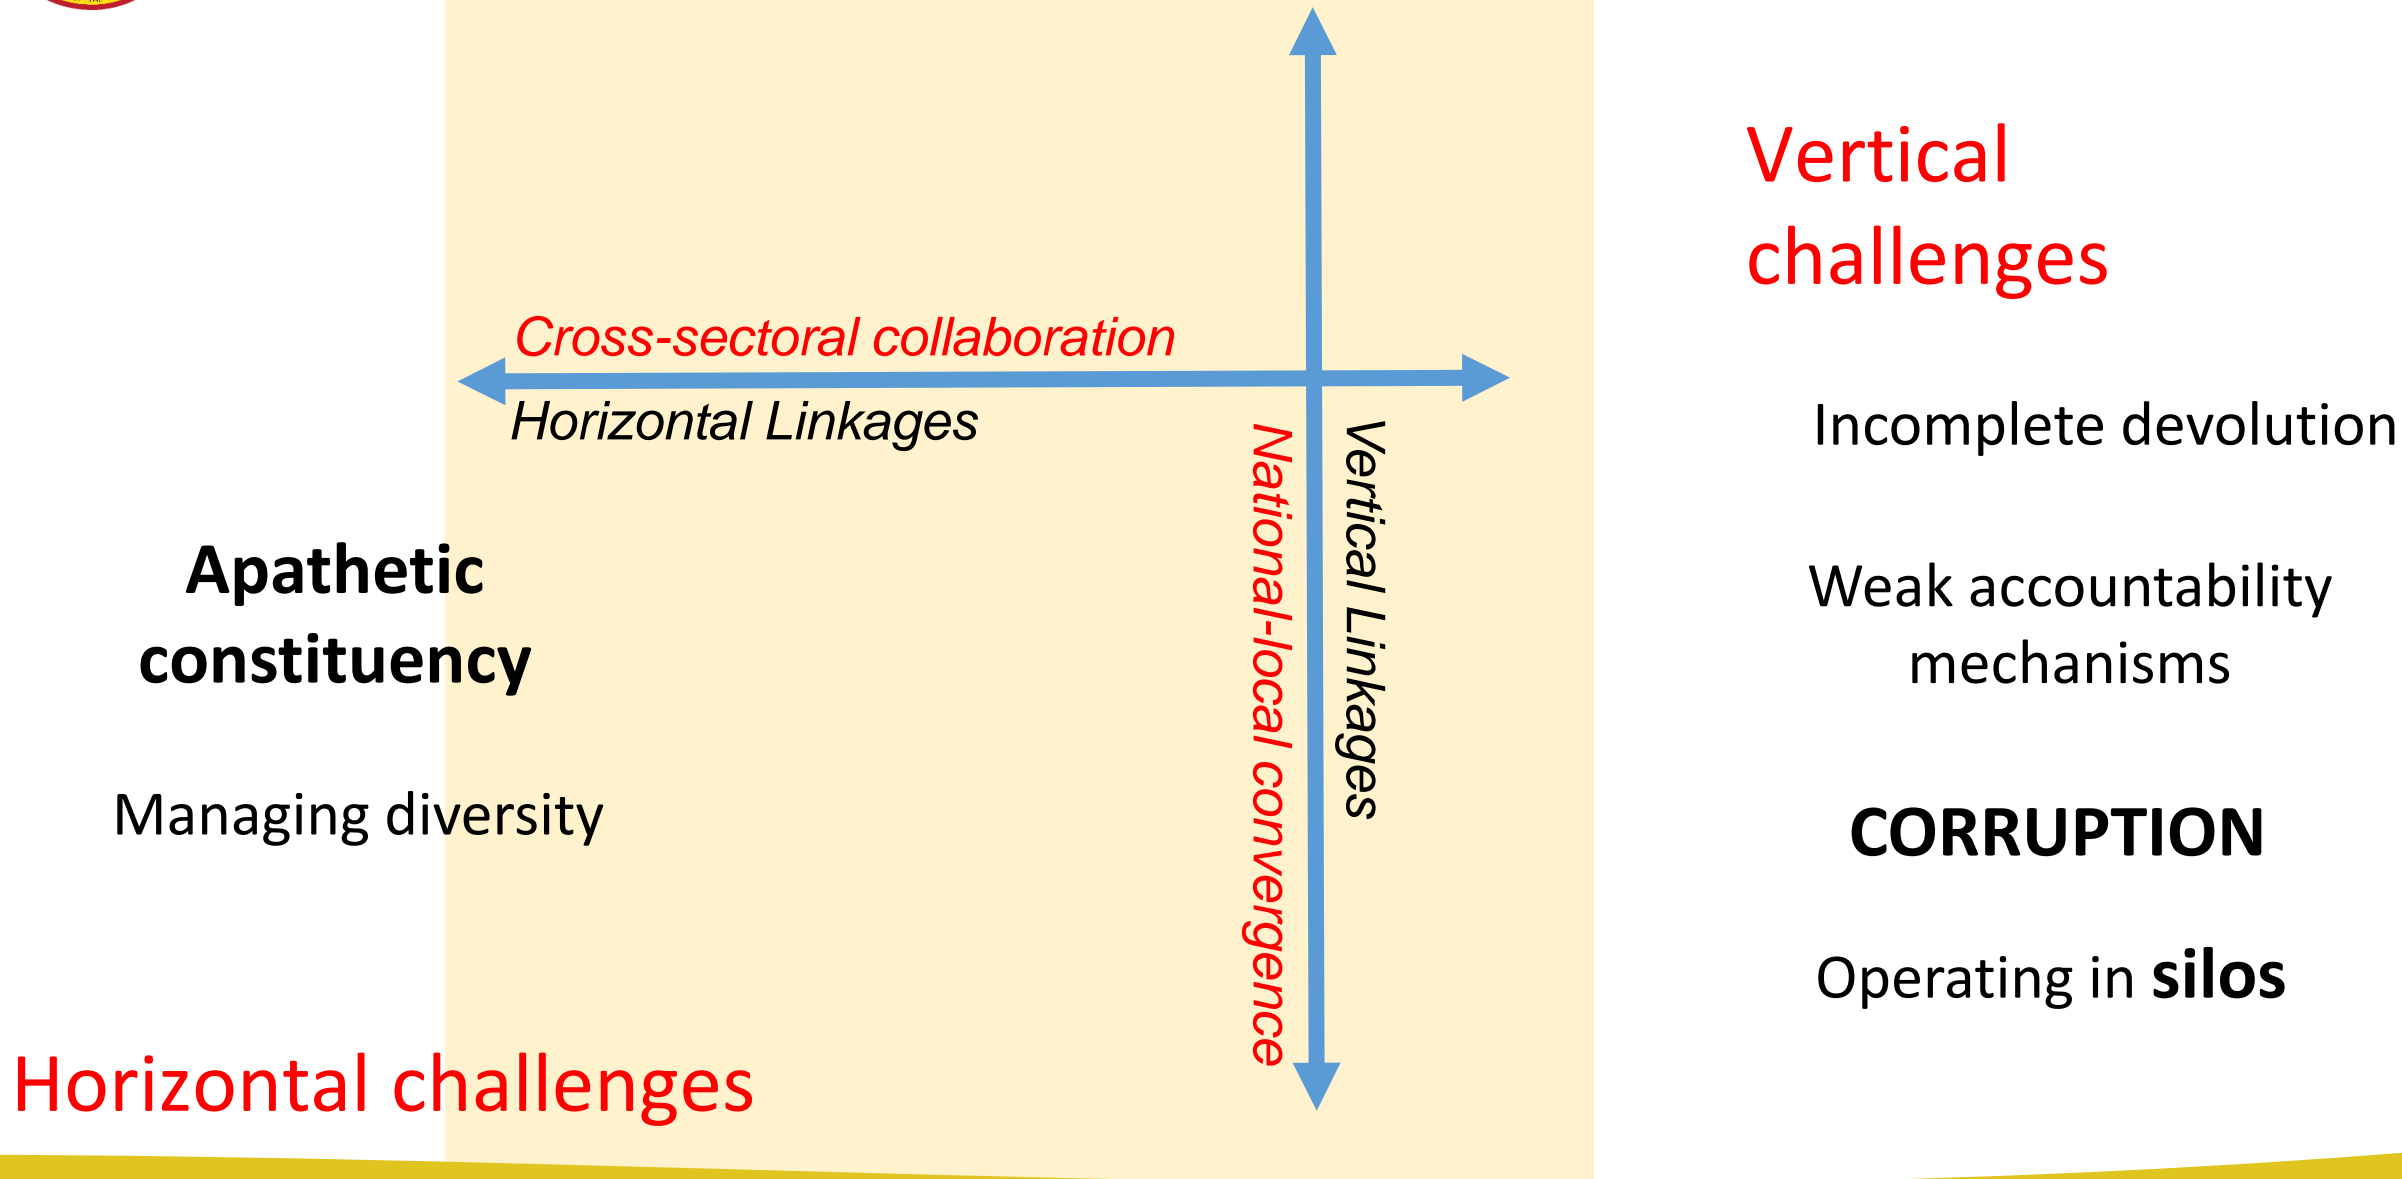 Vertical
challenges
Cross-sectoral collaboration
Horizontal Linkages
National-local convergence
Vertical Linkages
Incomplete devolution
Apathetic
constituency
Weak accountability
mechanisms
Managing diversity
CORRUPTION
Operating in silos
Horizontal challenges